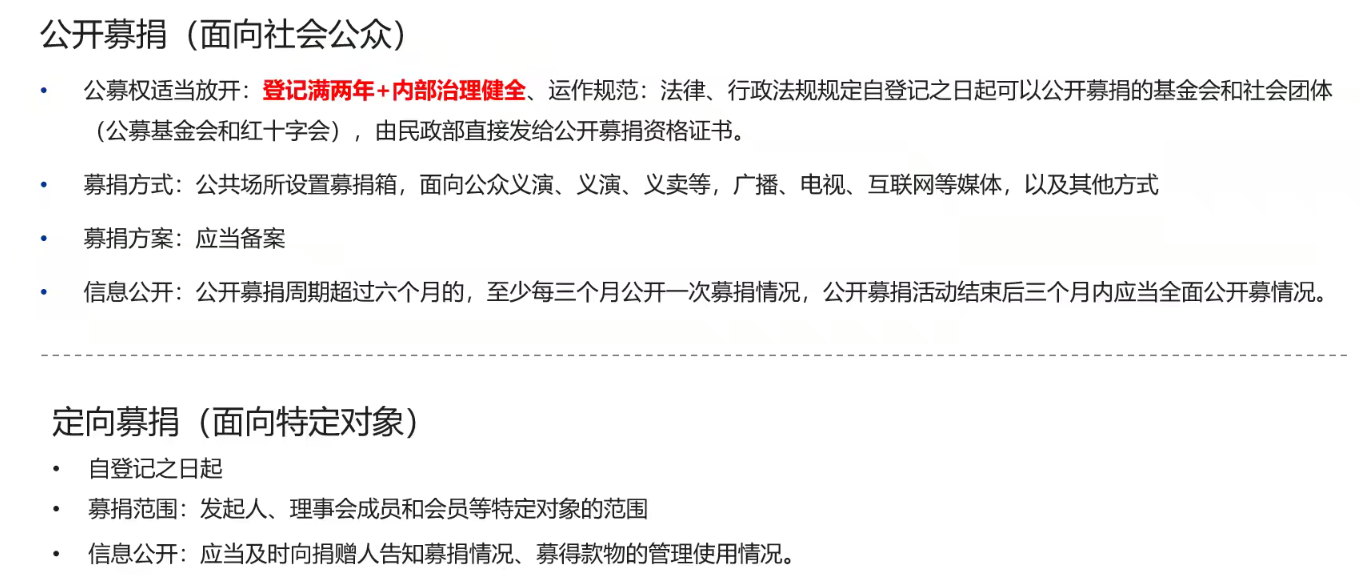 公开募捐（面向社会公众）
• 公募权适当放开：登记满两年+内部治理健全、运作规范：法律、行政法规规定自登记之日起可以公开募捐的基金会和社会团体
（公募基金会和红十字会），由民政部直接发给公开募捐资格证书。
• 募捐方式：公共场所设置募捐箱，面向公众义演、义演、义卖等，广播、电视、互联网等媒体，以及其他方式
• 募捐方案：应当备案
• 信息公开：公开募捐周期超过六个月的，至少每三个月公开一次募捐情况，公开募捐活动结束后三个月内应当全面公开募情况。
定向募捐（面向特定对象）
• 自登记之日起
• 募捐范围：发起人、理事会成员和会员等特定对象的范围
• 信息公开：应当及时向捐赠人告知募捐情况、募得款物的管理使用情况。